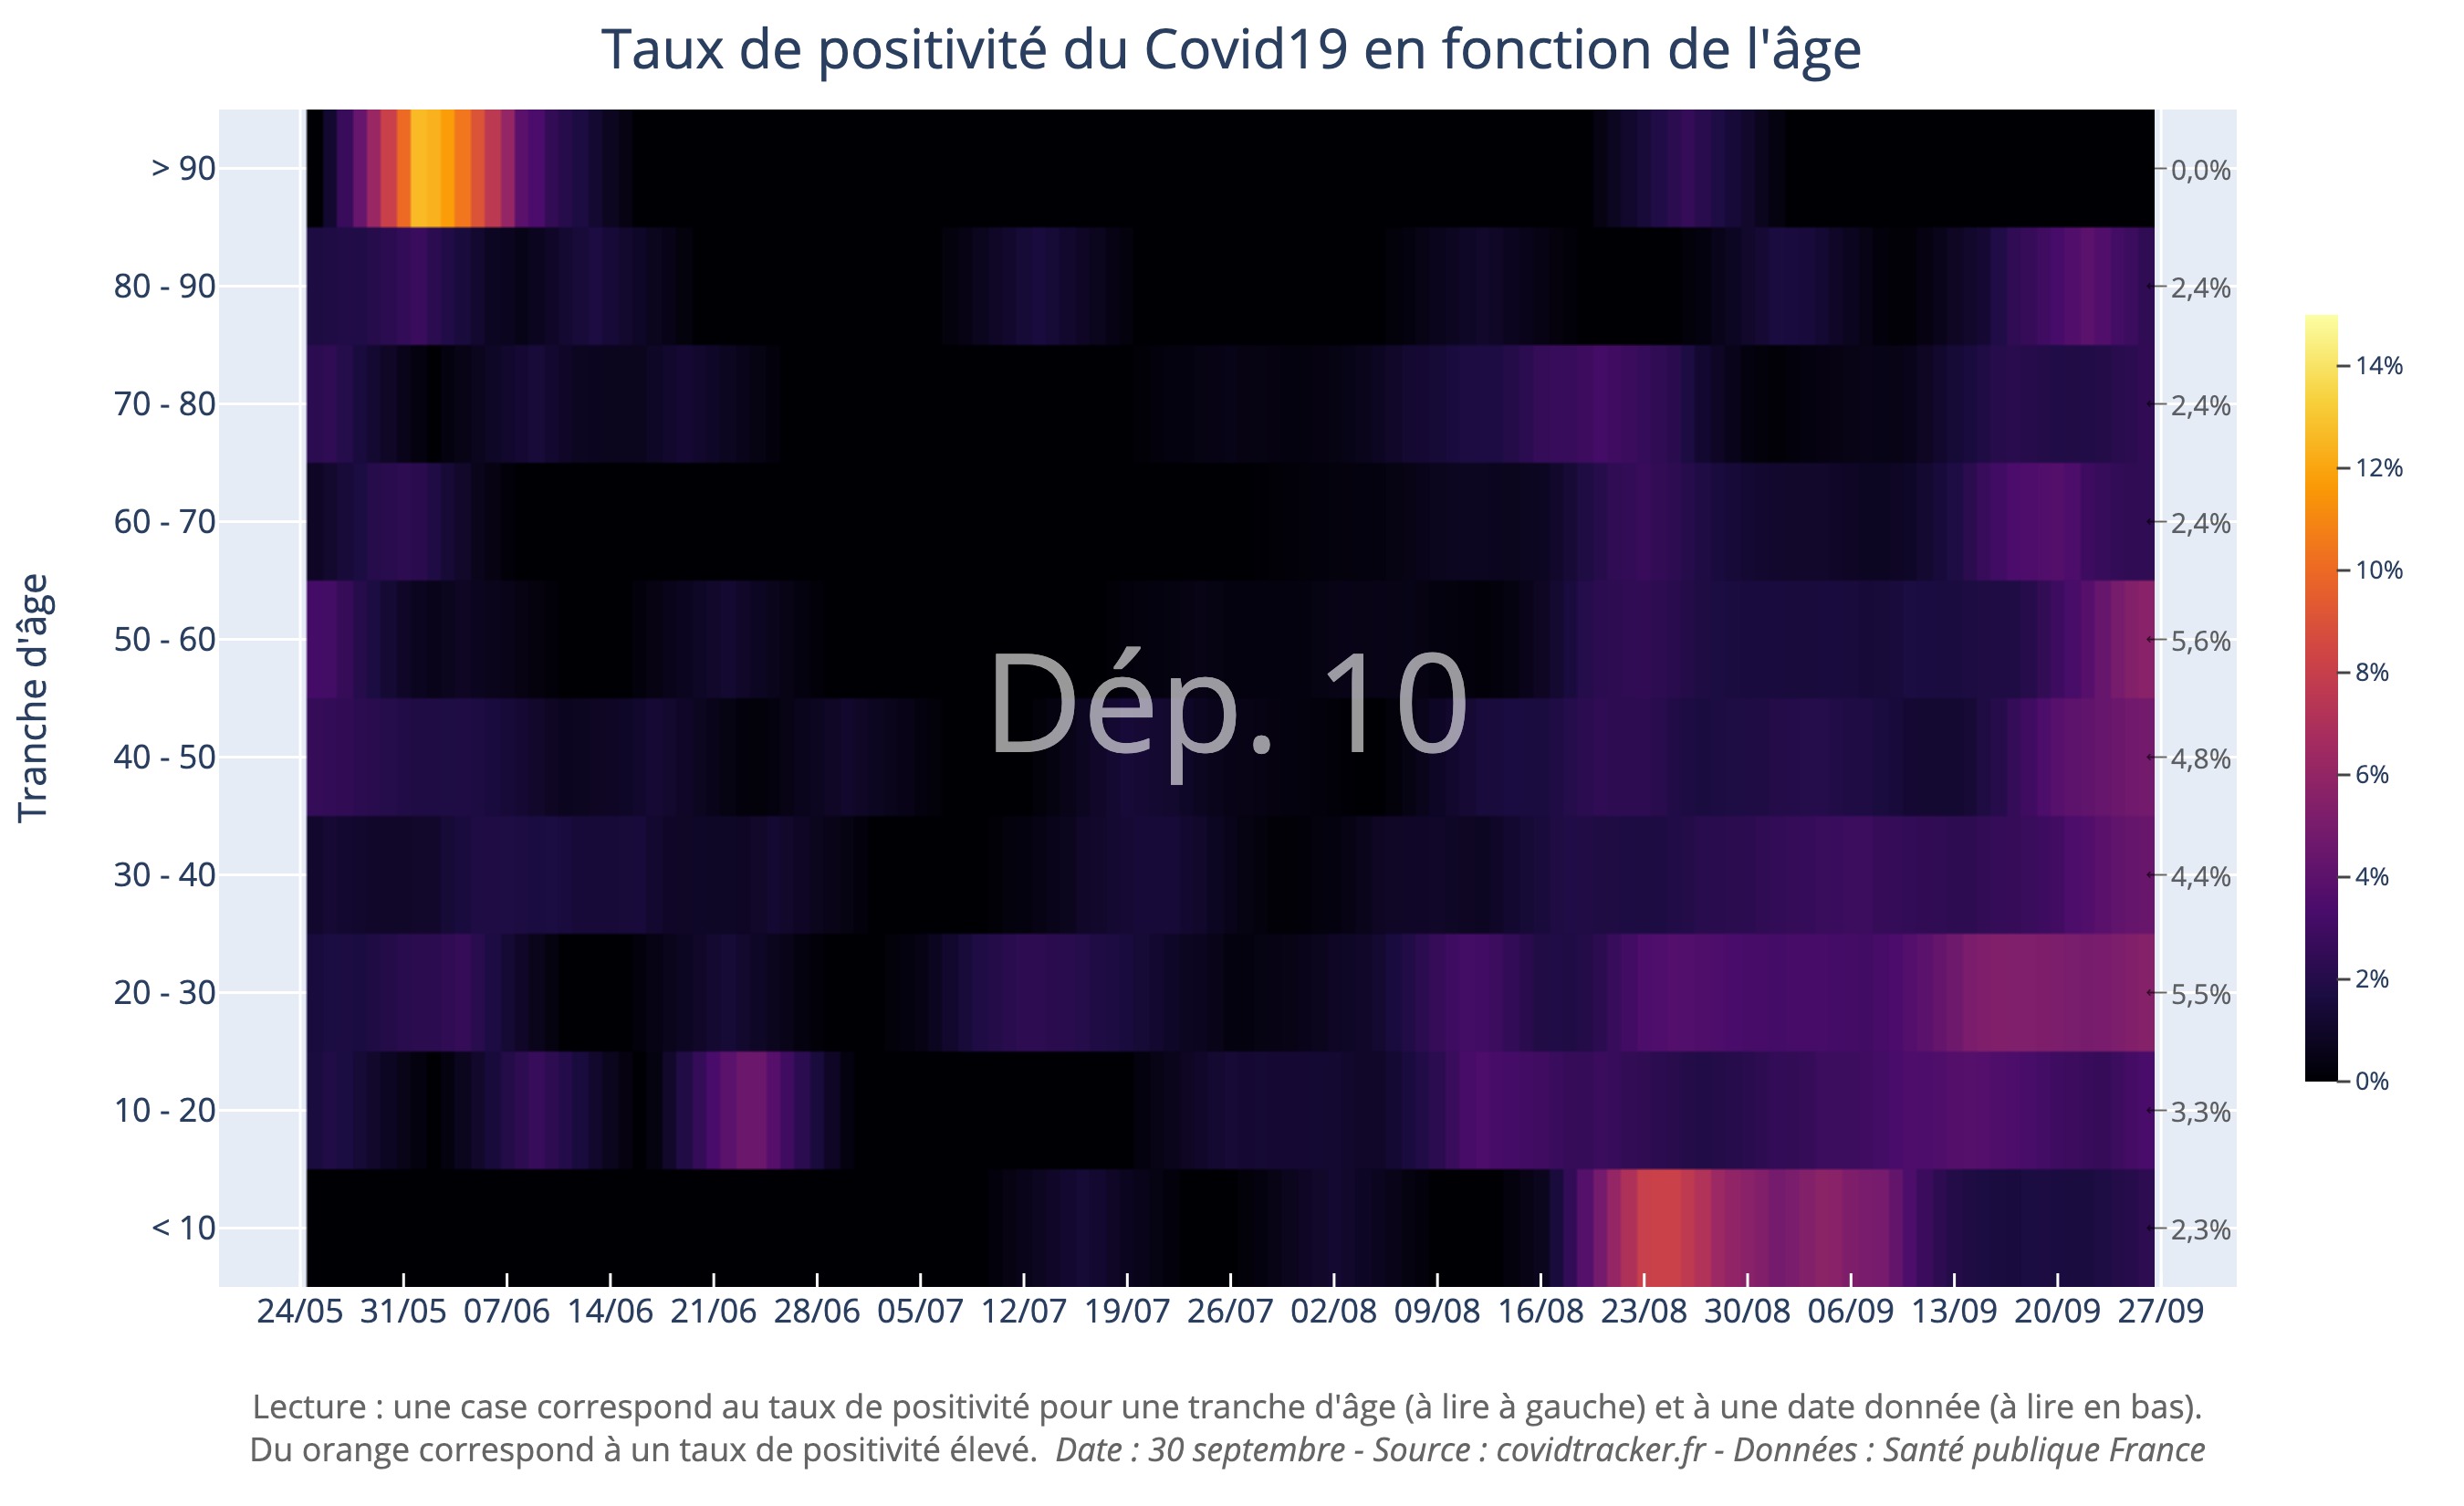 Taux de positivité du Covid19 en fonction de l'âge
Tranche d'âge
> 90
80 - 90
70 - 80
60 - 70
50 - 60
40 - 50
30 - 40
20 - 30
10 - 20
< 10
Dép. 10
0,0%
2,4%
2,4%
2,4%
5,6%
4,8%
4,4%
5,5%
3,3%
2,3%
14%
12%
10%
8%
6%
4%
2%
0%
24/05 31/05 07/06 14/06 21/06 28/06 05/07 12/07 19/07 26/07 02/08 09/08 16/08 23/08 30/08 06/09 13/09 20/09 27/09
Lecture : une case correspond au taux de positivité pour une tranche d'âge (à lire à gauche) et à une date donnée (à lire en bas).
Du orange correspond à un taux de positivité élevé. Date : 30 septembre - Source : covidtracker.fr - Données : Santé publique France